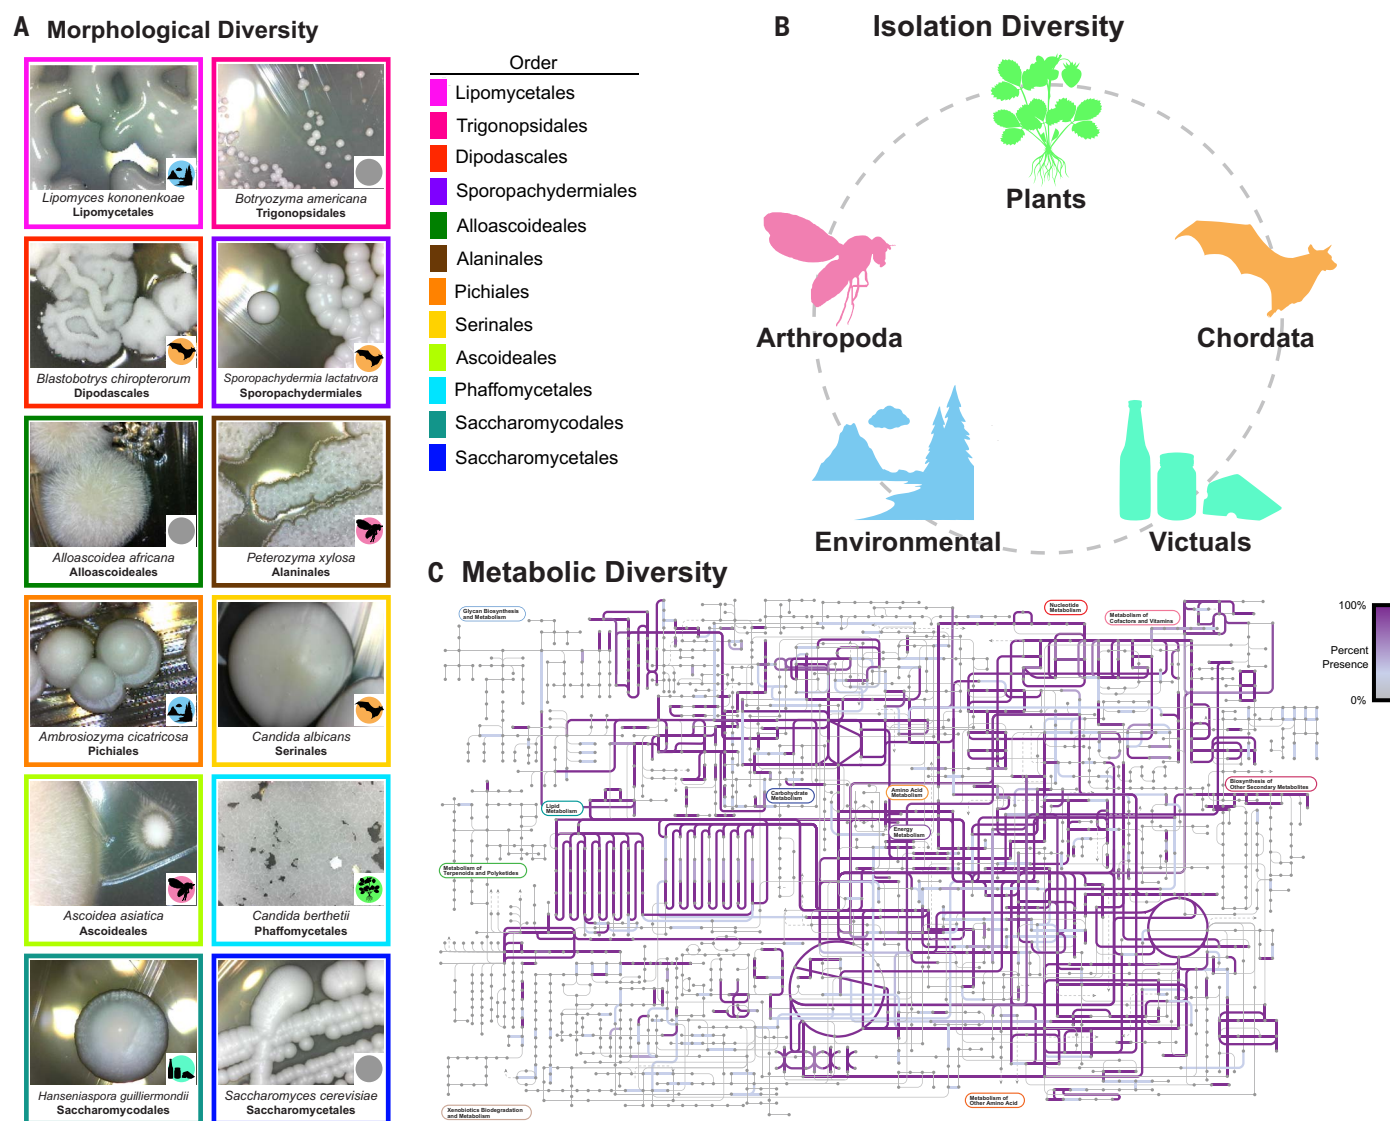 A Morphological Diversity
Lipomyces kononenkoae
Lipomycetales
Botryozyma americana
Trigonopsidales
Blastobotrys chiropterorum
Dipodascales
Sporopachydermia lactativora
Sporopachydermiales
Alloascoidea africana
Alloascoideales
Peterozyma xylosa
Alaninales
Ambrosiozyma cicatricosa
Pichiales
Candida albicans
Serinales
Ascoidea asiatica
Ascoideales
Candida berthetii
Phaffomycetales
Hanseniaspora guilliermondii
Saccharomycodales
Saccharomyces cerevisiae
Saccharomycetales
Order
Lipomycetales
Trigonopsidales
Dipodascales
Sporopachydermiales
Alloascoideales
Alaninales
Pichiales
Serinales
Ascoideales
Phaffomycetales
Saccharomycodales
Saccharomycetales
B Isolation Diversity
Plants
Arthropoda
Chordata
Environmental
Victuals
C Metabolic Diversity
Glycan Biosynthesis
and Metabolism
Nucleotide
Metabolism
Metabolism of
Cofactors and Vitamins
100%
Percent
Presence
0%
Lipid
Metabolism
Carbohydrate
Metabolism
Amino Acid
Metabolism
Biosynthesis of
Other Secondary Metabolites
Energy
Metabolism
Metabolism of
Terpenoids and Polyketides
Xenobiotics Biodegradation
and Metabolism
Metabolism of
Other Amino Acid